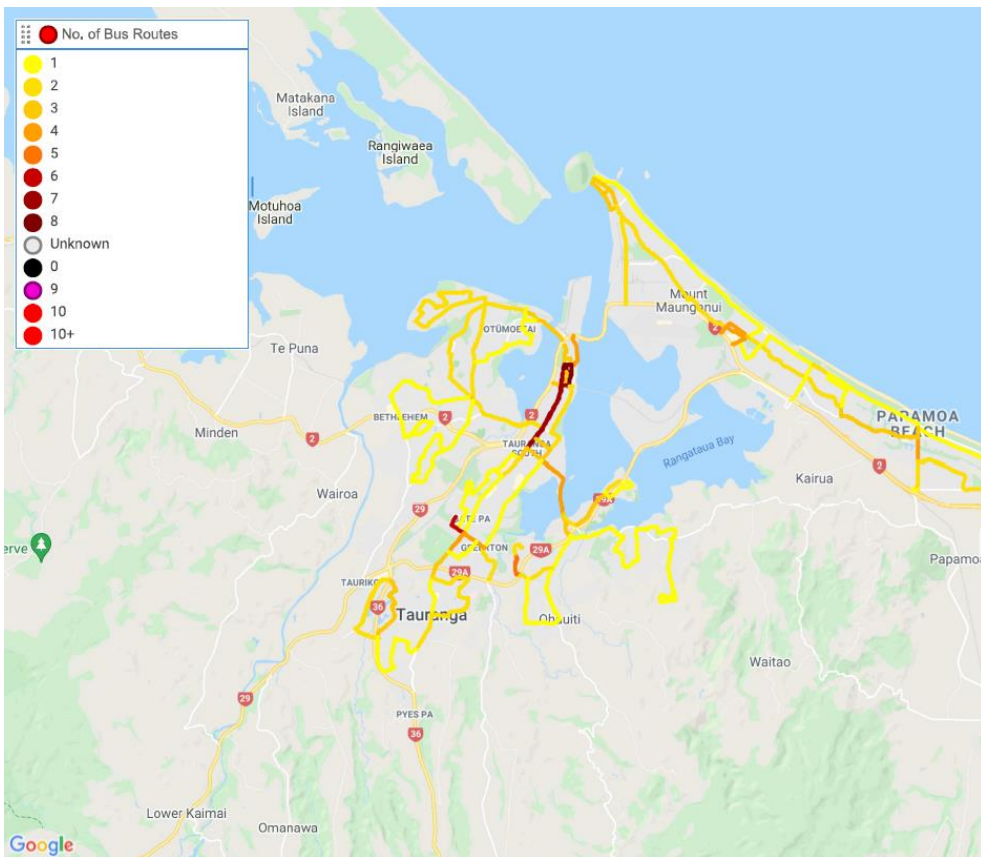 No. of Bus Routes
1
2
3
4
5
6
7
8
Unknown
0
9
10
10+
Matakana
Island
Rangiwaea
Island
Motuhoa
Island
Mount
Maunganui
2
OTŪMOETAI
Te Puna
BETHLEHEM
2
2
PAPAMOA
BEACH
Minden
2
TAURANGA
SOUTH
Rangataua Bay
2
Kairua
Wairoa
29
29A
GATE PA
erve
GREERTON
29A
Papamoa
TAURIKO
29A
36
Tauranga
Ohauiti
Waitao
29
PYES PA
36
Lower Kaimai
Omanawa
Google